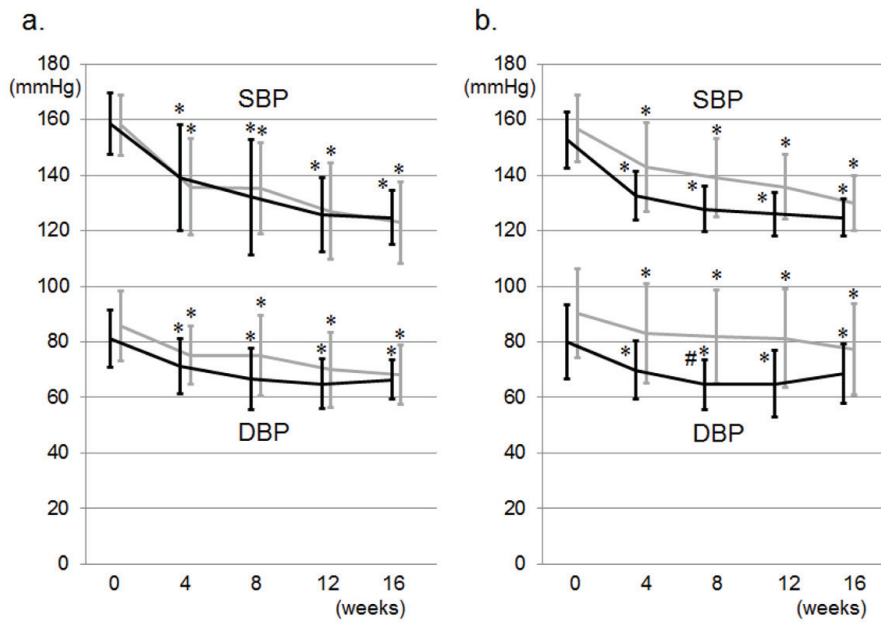 a.
180
(mmHg)
160
140
120
100
80
60
40
20
0
SBP
* * * * * * * *
* * * * * * * *
DBP
0 4 8 12 16
(weeks)
b.
180
(mmHg)
160
140
120
100
80
60
40
20
0
SBP
* * * * * * * *
* * * #* * * * *
DBP
0 4 8 12 16
(weeks)